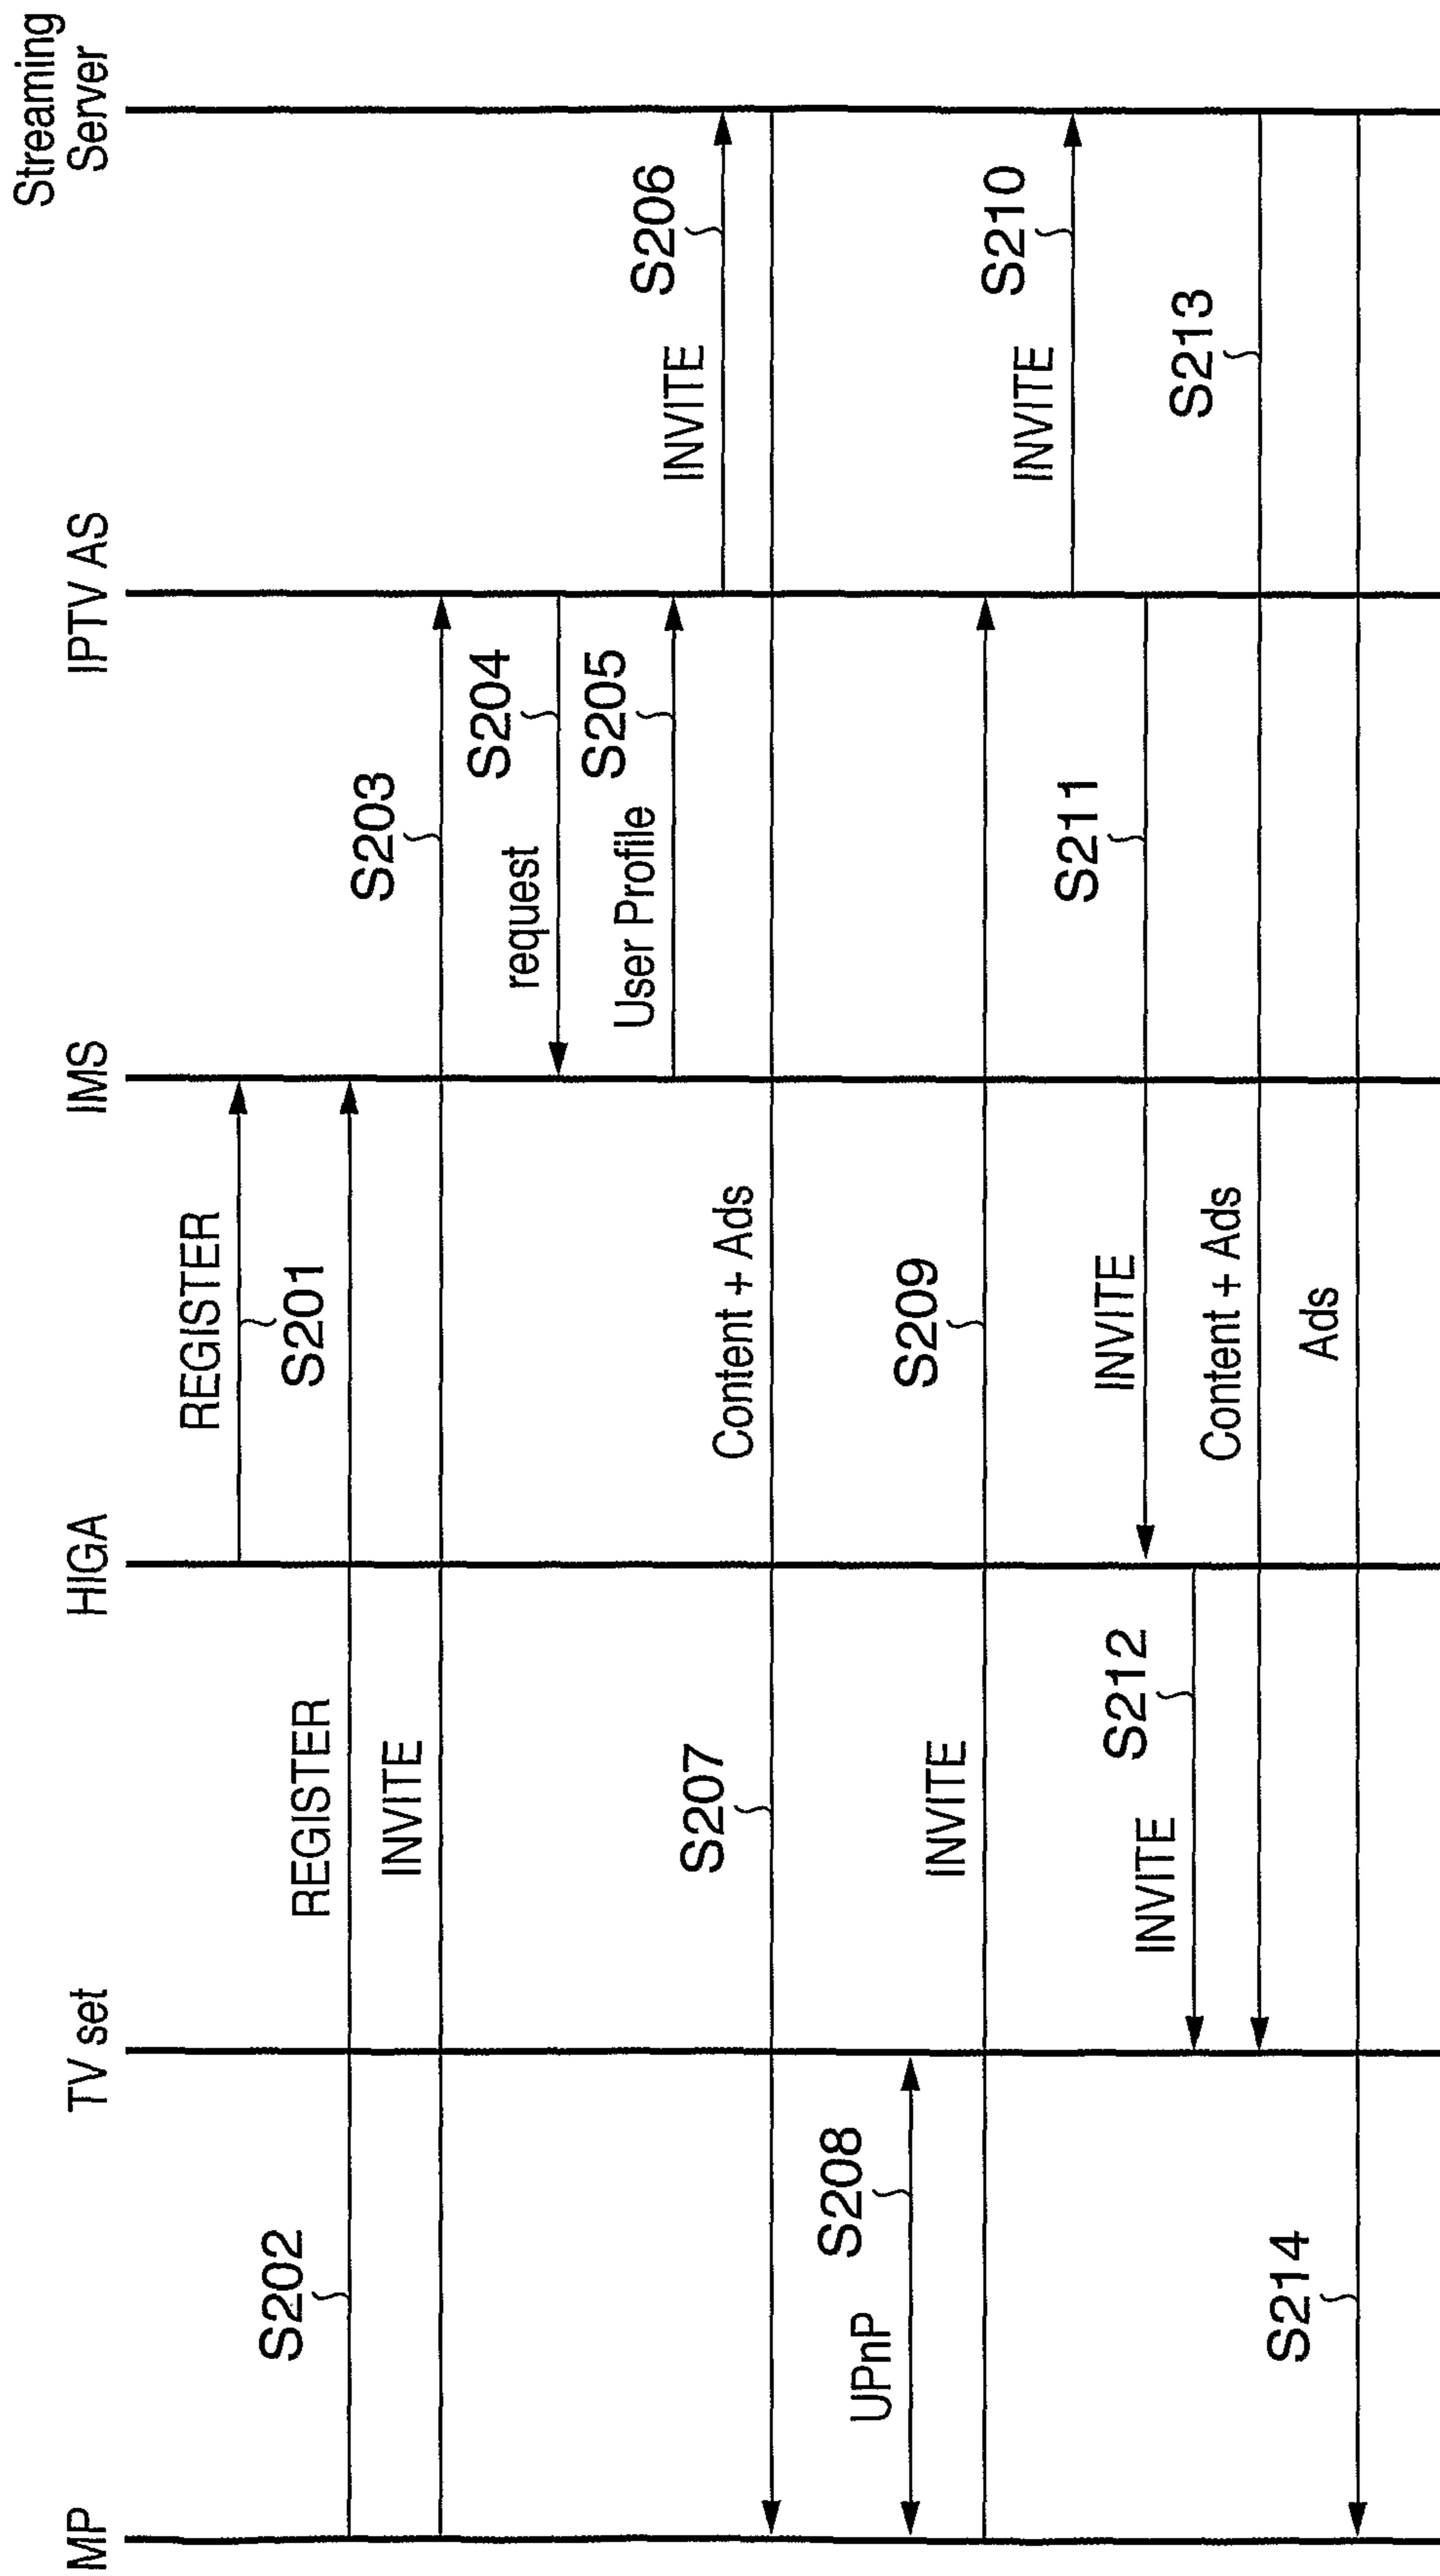 MP
TV set
HIGA
IMS
IPTV AS
Streaming
Server
REGISTER
S201
S202
REGISTER
INVITE
S203
request
S204
User Profile
S205
INVITE
S206
S207
Content + Ads
UPnP
S208
INVITE
S209
INVITE
S210
INVITE
S211
INVITE
S212
Content + Ads
S213
S214
Ads